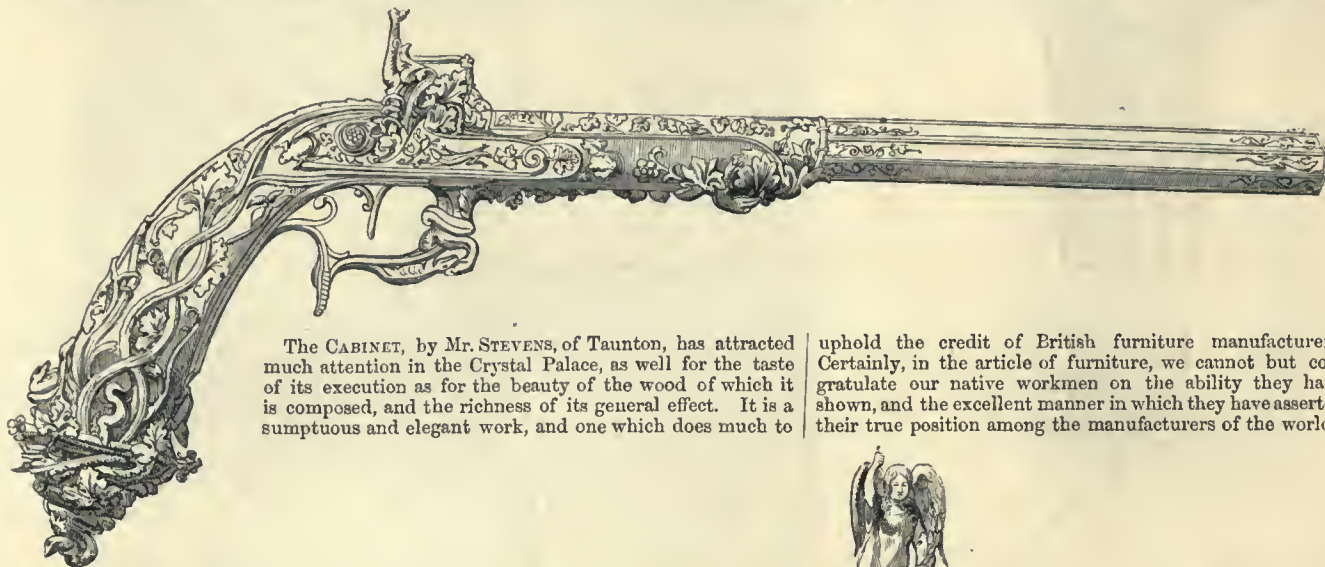 The CABINET, by Mr. STEVENS, of Taunton, has attracted
much attention in the Crystal Palace, as well for the taste
of its execution as for the beauty of the wood of which it
is composed, and the richness of its general effect. It is a
sumptuous and elegant work, and one which does much to
uphold the credit of British furniture manufacture
Certainly, in the article of furniture, we cannot but co
gratulate our native workmen on the ability they ha
shown, and the excellent manner in which they have assert
their true position among the manufacturers of the world